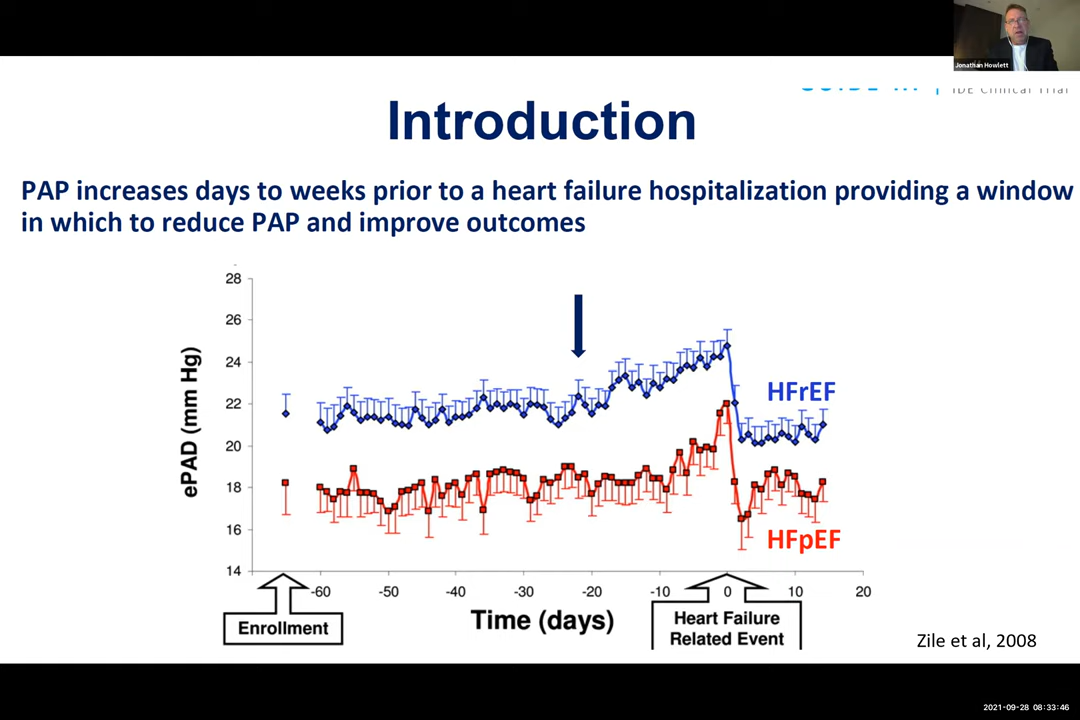 Jonathan Howlett
IDE Clinical Trial
Introduction
PAP increases days to weeks prior to a heart failure hospitalization providing a window
in which to reduce PAP and improve outcomes
28
26
24
22
20
18
16
14
ePAD (mm Hg)
HFrEF
HFpEF
-60 -50 -40 -30 -20 -10 0 10 20
Time (days)
Enrollment
Heart Failure
Related Event
Zile et al, 2008
2021-09-28 08:33:46